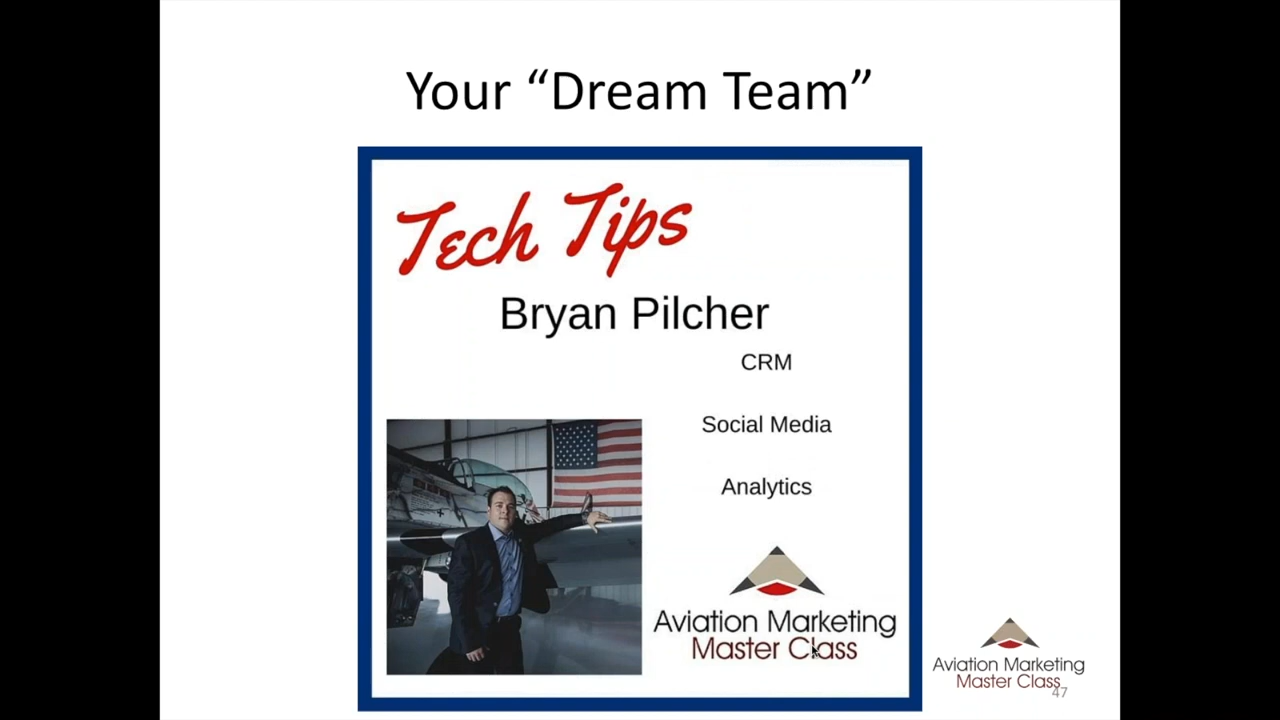 Your “Dream Team”
Tech Tips
Bryan Pilcher
CRM
Social Media
Analytics
Aviation Marketing
Master Class
Aviation Marketing
Master Class
47